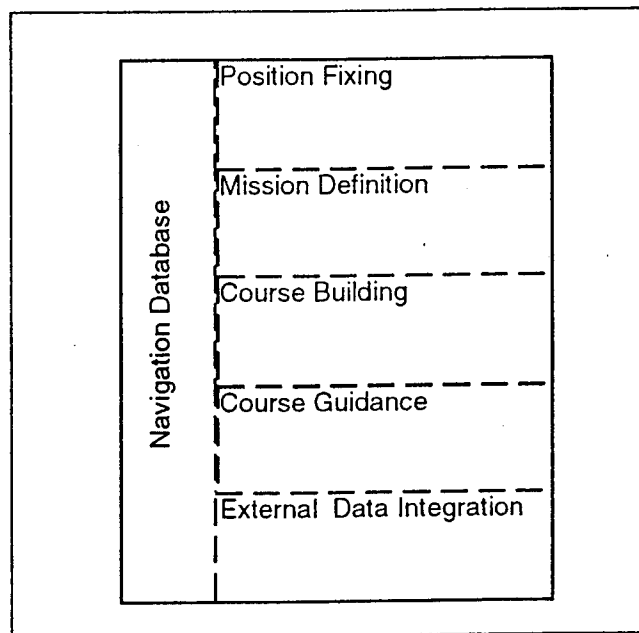 Navigation Database
Position Fixing
Mission Definition
Course Building
Course Guidance
External Data Integration